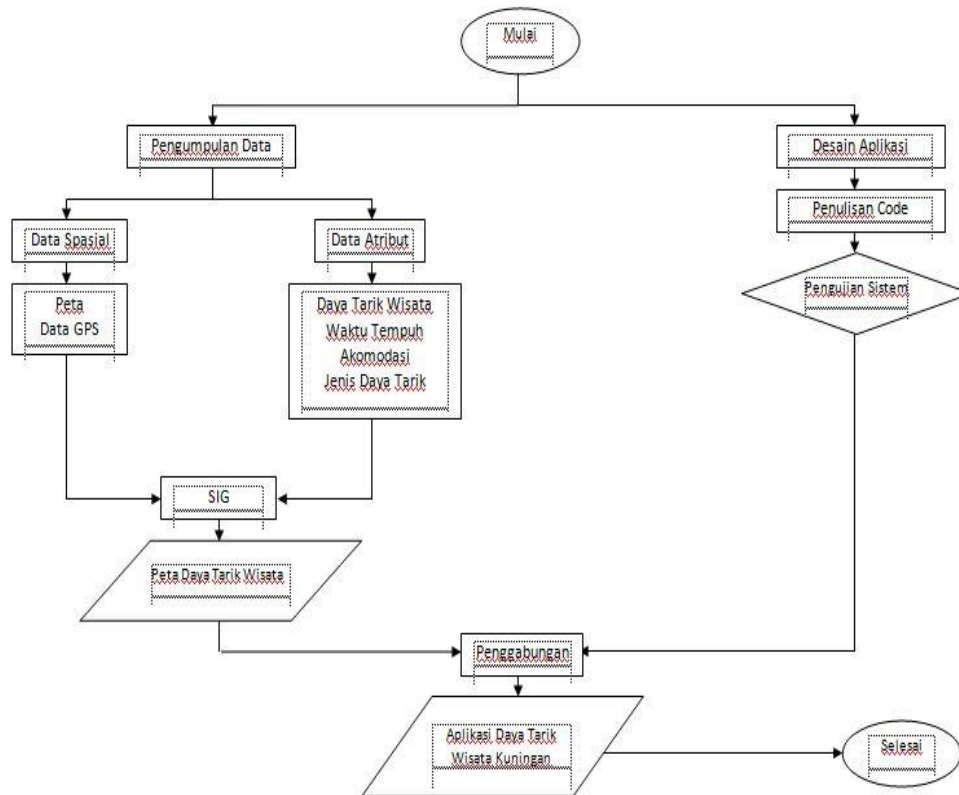 Mulai
Pengumpulan Data
Desain Aplikasi
Penulisan Code
Data Spasial
Data Atribut
Pengujian Sistem
Peta
Data GPS
Daya Tarik Wisata
Waktu Tempuh
Akomodasi
Jenis Daya Tarik
SIG
Peta Daya Tarik Wisata
Penggabungan
Aplikasi Daya Tarik
Wisata Kuningan
Selesai